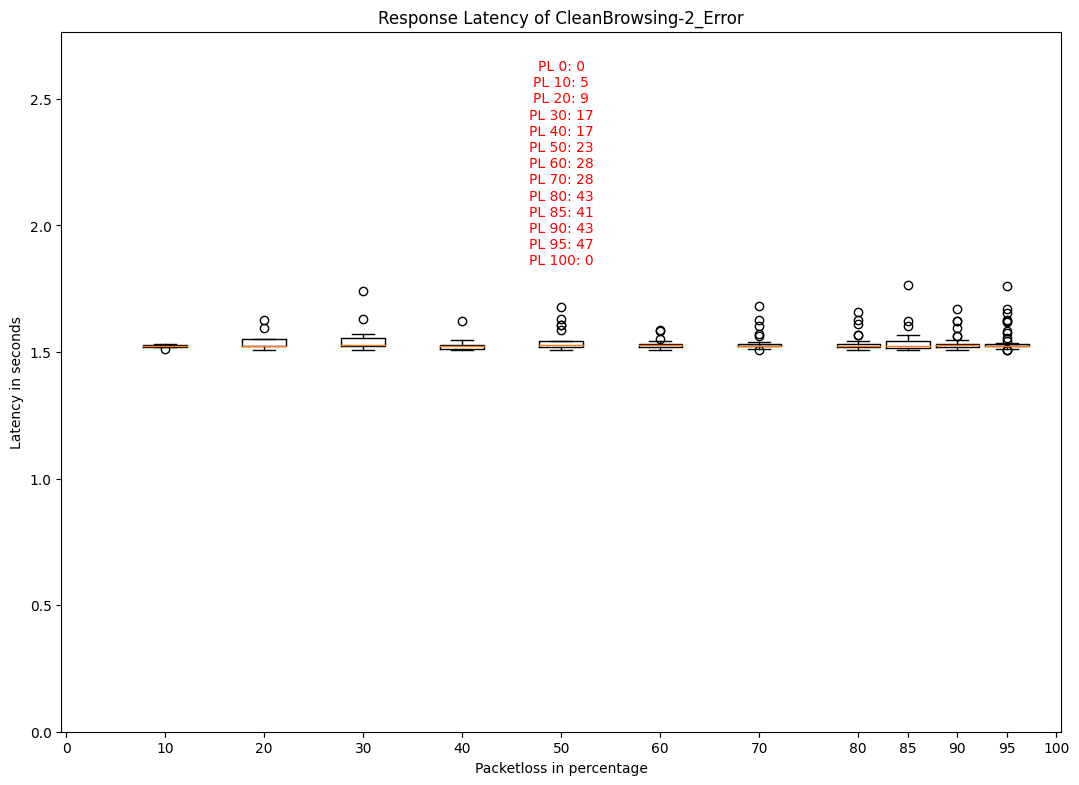 Response Latency of CleanBrowsing-2_Error
PL 0: 0
PL 10: 5
PL 20: 9
PL 30: 17
PL 40: 17
PL 50: 23
PL 60: 28
PL 70: 28
PL 80: 43
PL 85: 41
PL 90: 43
PL 95: 47
PL 100: 0
Latency in seconds
2.5
2.0
1.5
1.0
0.5
0.0
0 10 20 30 40 50 60 70 80 85 90 95 100
Packetloss in percentage